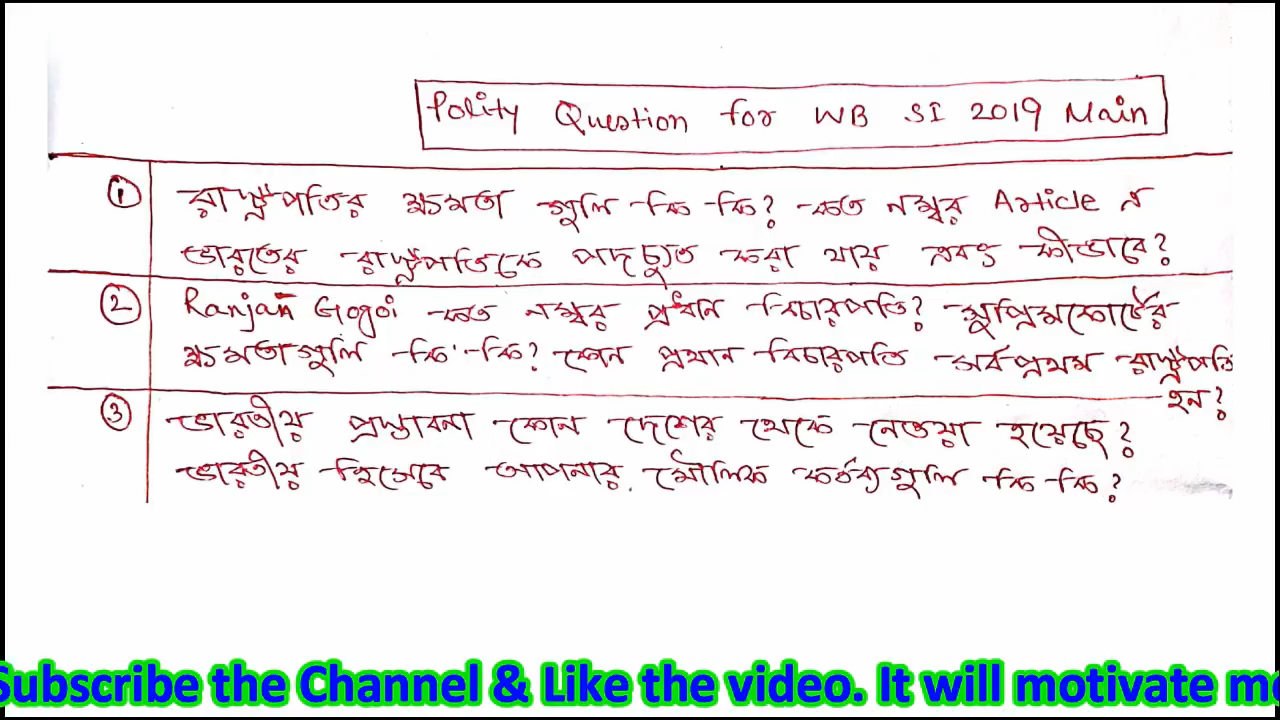 Polity Question for WB SI 2019 Main
① রাষ্ট্রপতির ক্ষমতা গুলি কি কি? কত নম্বর Article এ
ভারতের রাষ্ট্রপতিকে পদচ্যুত করা যায় এবং কীভাবে?
② Ranjan Gogoi কত নম্বর প্রধান বিচারপতি? সুপ্রিমকোর্টের
ক্ষমতাগুলি কি কি? কোন প্রধান বিচারপতি সর্বপ্রথম রাষ্ট্রপতি
হন?
③ ভারতীয় প্রস্তাবনা কোন দেশের থেকে নেওয়া হয়েছে?
ভারতীয় হিসেবে আপনার মৌলিক কর্তব্যগুলি কি কি?
Subscribe the Channel & Like the video. It will motivate me